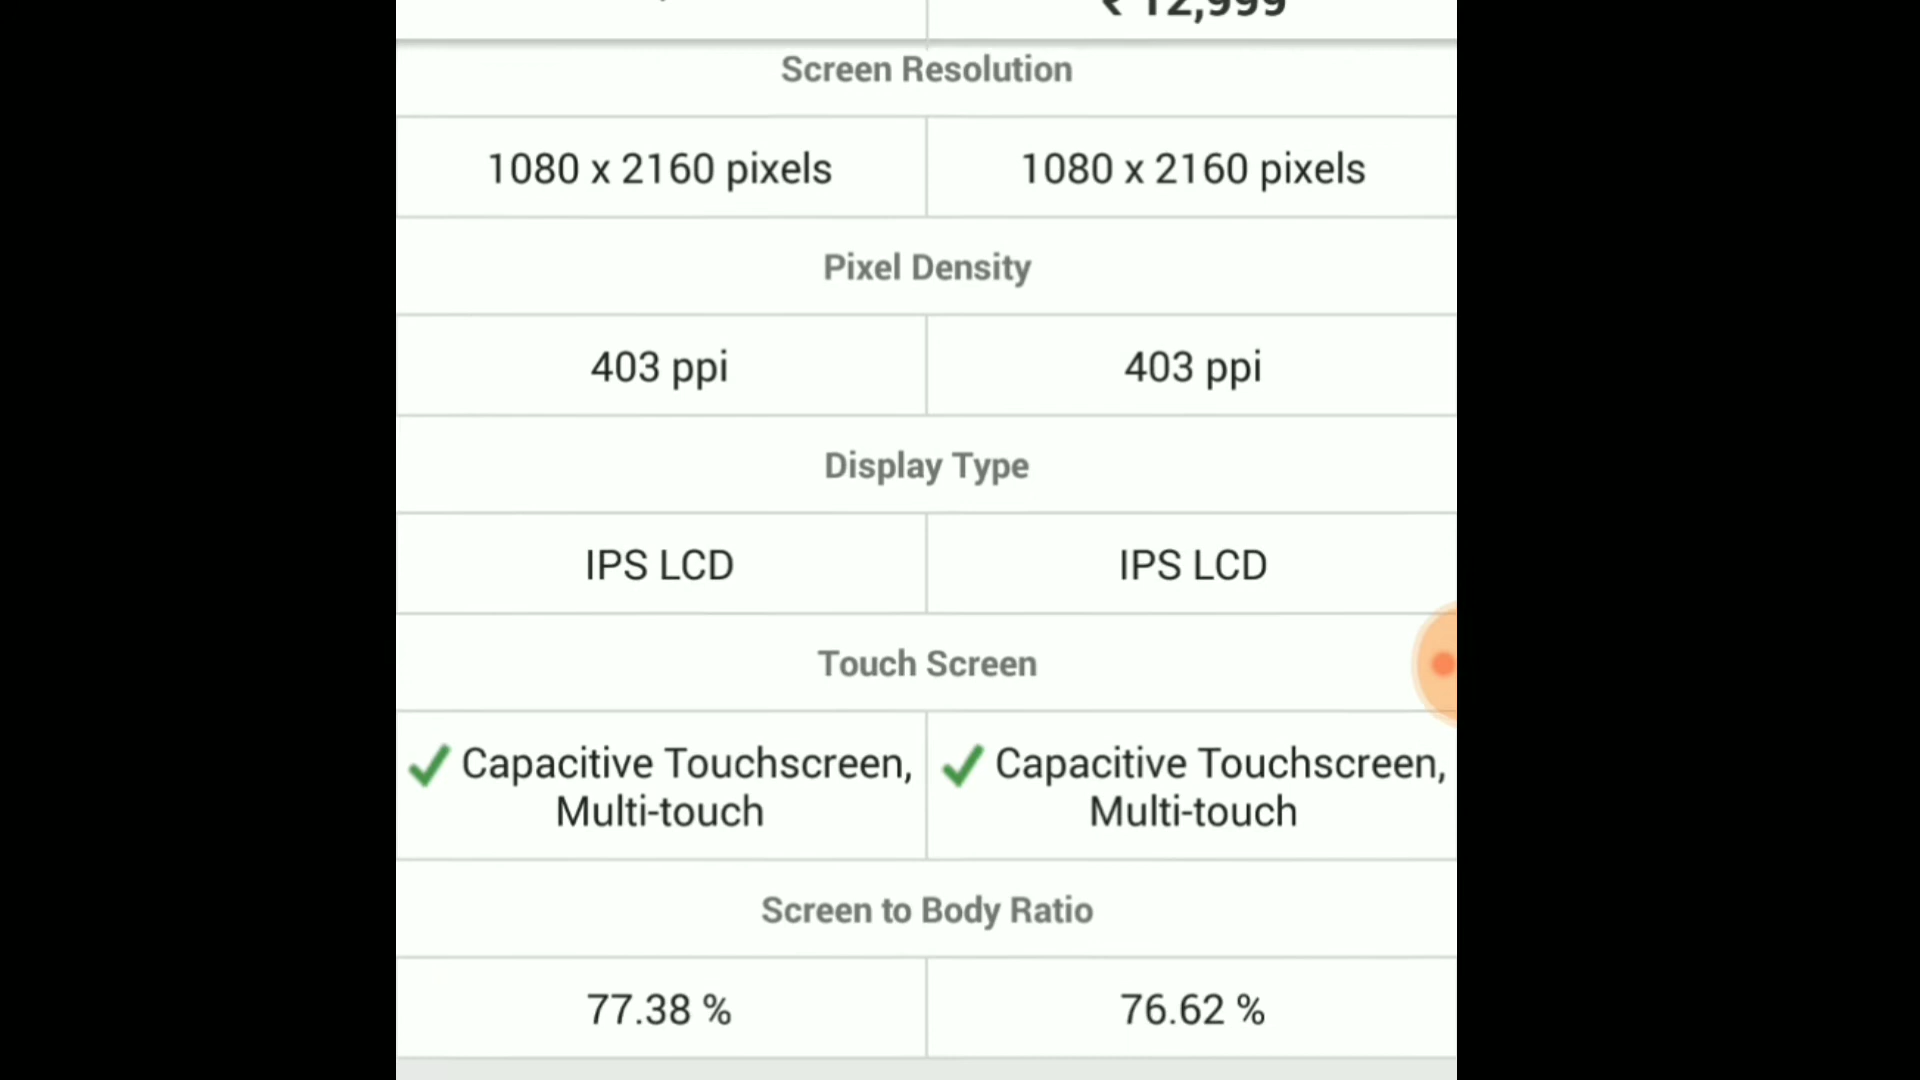 ₹ 12,999
Screen Resolution
1080 x 2160 pixels 1080 x 2160 pixels
Pixel Density
403 ppi 403 ppi
Display Type
IPS LCD IPS LCD
Touch Screen
Capacitive Touchscreen, Capacitive Touchscreen,
Multi-touch Multi-touch
Screen to Body Ratio
77.38 % 76.62 %